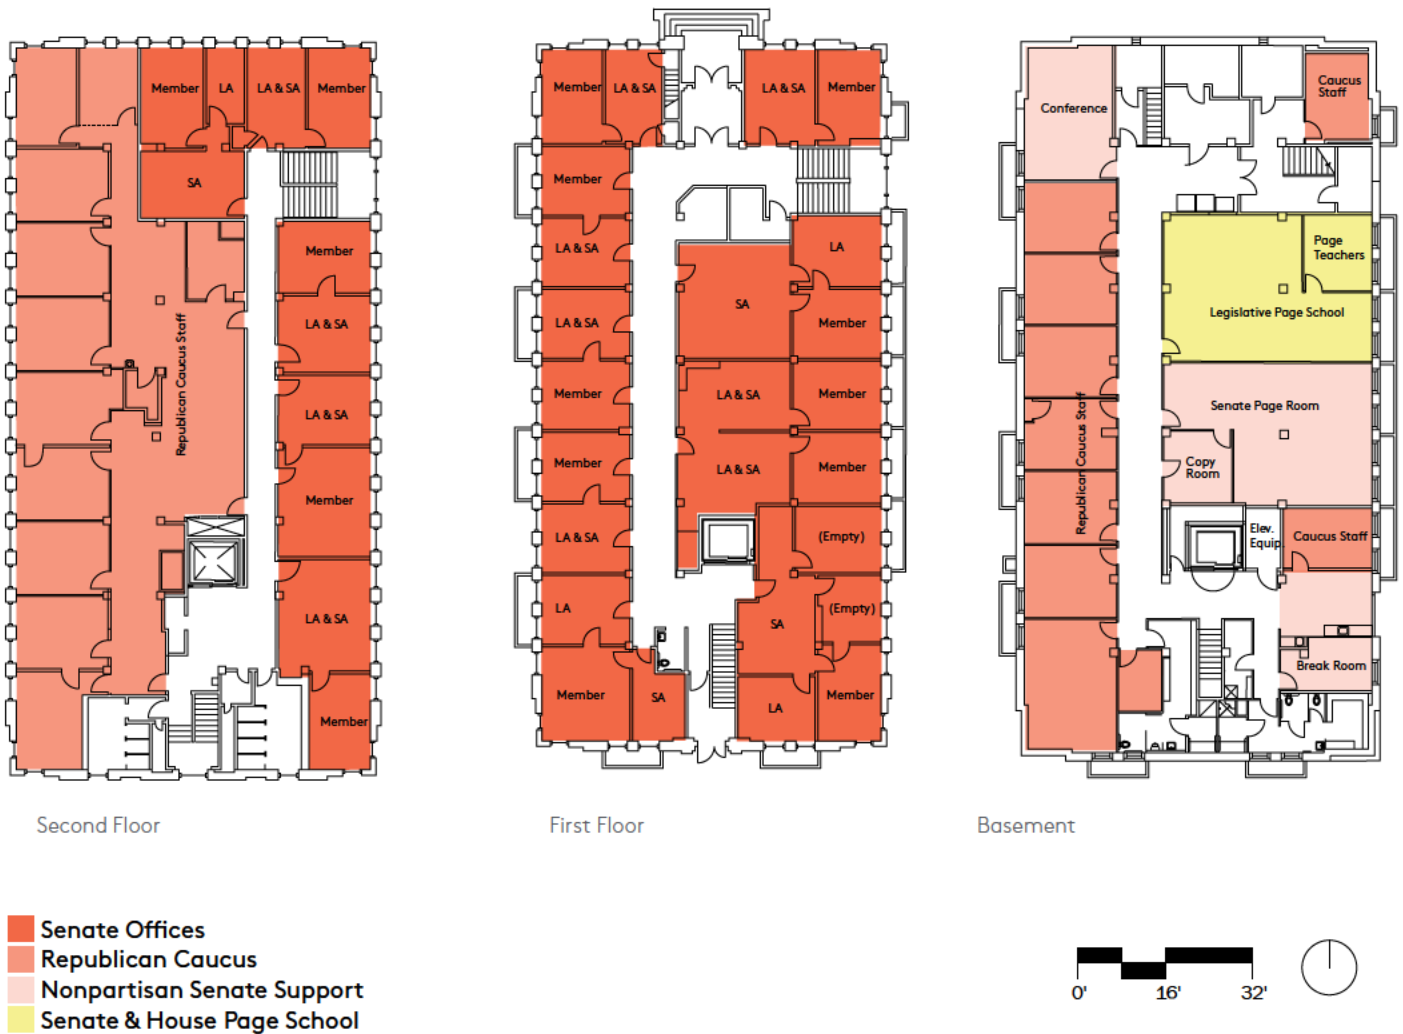 Member
LA
LA & SA
Member
SA
Member
LA & SA
Republican Caucus Staff
LA & SA
Member
LA & SA
Member
Second Floor
Member
LA & SA
LA & SA
Member
Member
LA & SA
LA
SA
LA & SA
Member
Member
LA & SA
Member
Member
LA & SA
Member
LA & SA
(Empty)
LA
SA
(Empty)
Member
SA
LA
Member
First Floor
Conference
Caucus
Staff
Page
Teachers
Legislative Page School
Republican Caucus Staff
Senate Page Room
Copy
Room
Elev.
Equip.
Caucus Staff
Break Room
Basement
Senate Offices
Republican Caucus
Nonpartisan Senate Support
Senate & House Page School
0' 16' 32'